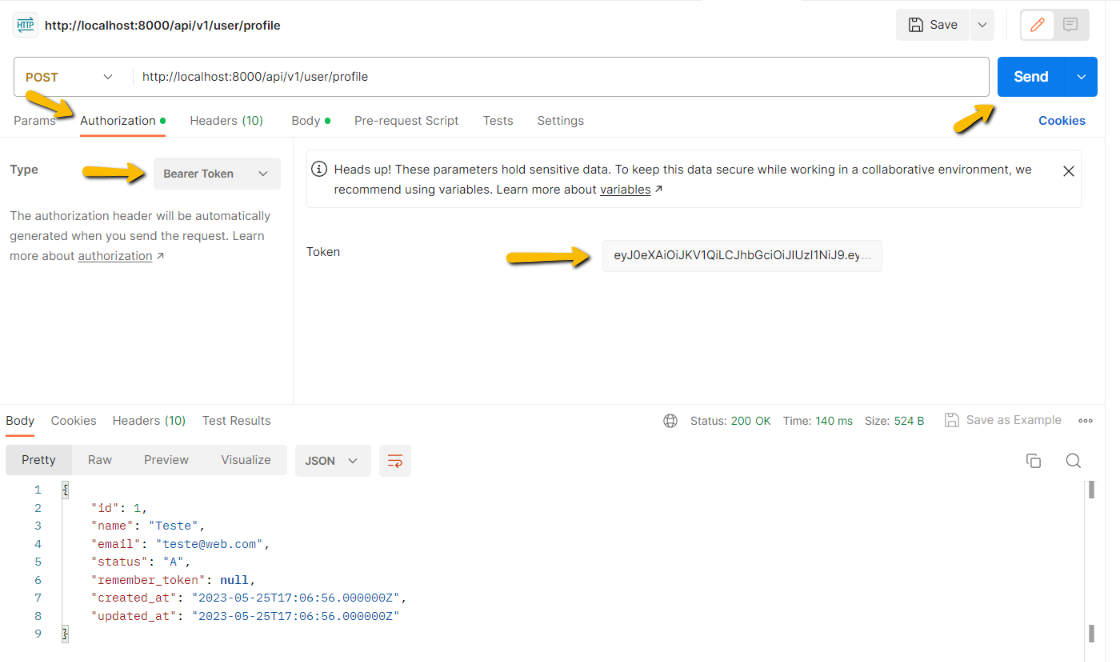 HTTP http://localhost:8000/api/v1/user/profile Save
POST http://localhost:8000/api/v1/user/profile Send
Params Authorization Headers (10) Body Pre-request Script Tests Settings Cookies
Type Bearer Token
The authorization header will be automatically
generated when you send the request. Learn
more about authorization ↗
Heads up! These parameters hold sensitive data. To keep this data secure while working in a collaborative environment, we
recommend using variables. Learn more about variables ↗
Token eyJ0eXAiOiJKV1QiLCJhbGciOiJIUzI1NiJ9.ey...
Body Cookies Headers (10) Test Results Status: 200 OK Time: 140 ms Size: 524 B Save as Example
Pretty Raw Preview Visualize JSON
1 {
2 "id": 1,
3 "name": "Teste",
4 "email": "teste@web.com",
5 "status": "A",
6 "remember_token": null,
7 "created_at": "2023-05-25T17:06:56.000000Z",
8 "updated_at": "2023-05-25T17:06:56.000000Z"
9 }